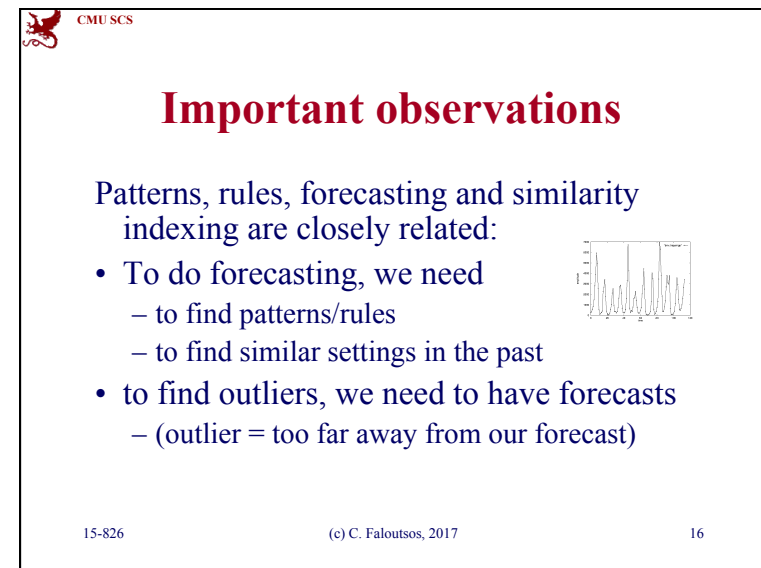 CMU SCS
Important observations
Patterns, rules, forecasting and similarity
indexing are closely related:
• To do forecasting, we need
– to find patterns/rules
– to find similar settings in the past
• to find outliers, we need to have forecasts
– (outlier = too far away from our forecast)
15-826
(c) C. Faloutsos, 2017
16